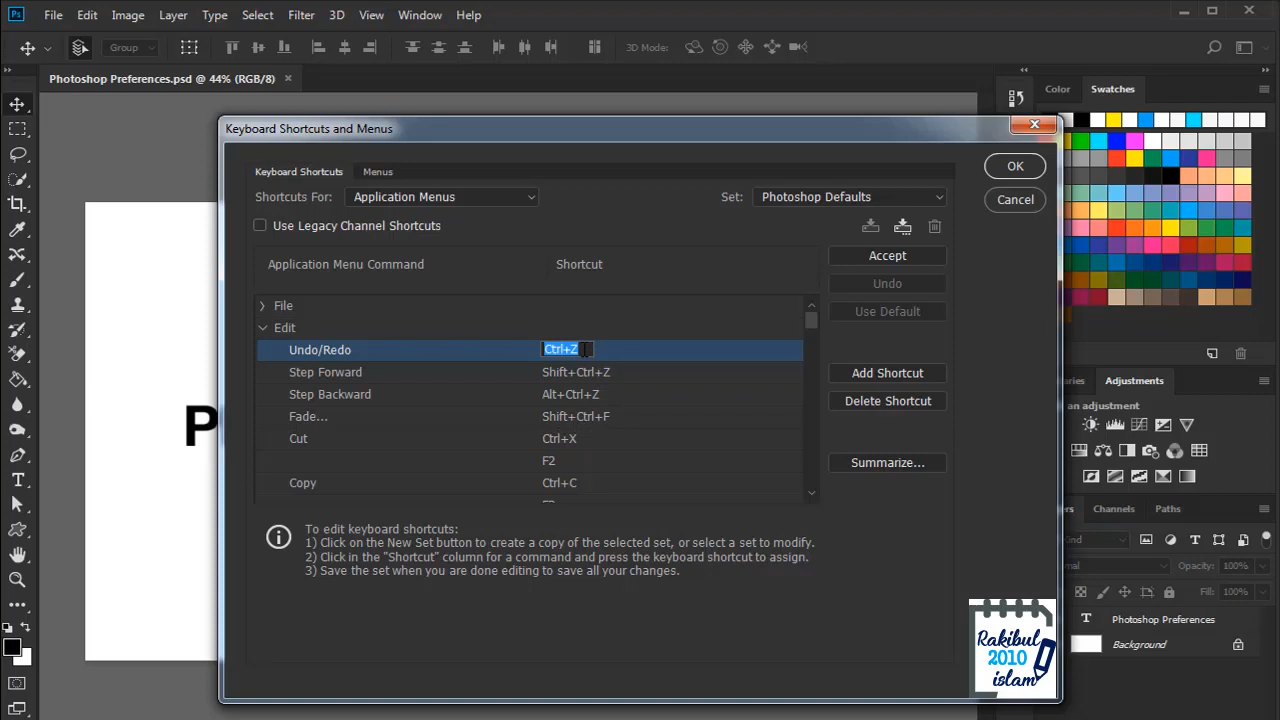 Ps File Edit Image Layer Type Select Filter 3D View Window Help
Group 3D Mode:
Photoshop Preferences.psd @ 44% (RGB/8) ×
Color Swatches
Keyboard Shortcuts and Menus
Keyboard Shortcuts Menus
OK
Shortcuts For: Application Menus Set: Photoshop Defaults
Cancel
Use Legacy Channel Shortcuts
Accept
Application Menu Command Shortcut
Undo
File
Use Default
Edit
Undo/Redo Ctrl+Z
Step Forward Shift+Ctrl+Z Add Shortcut
Step Backward Alt+Ctrl+Z Delete Shortcut
Fade... Shift+Ctrl+F
Cut Ctrl+X
F2 Summarize...
Copy Ctrl+C
To edit keyboard shortcuts:
1) Click on the New Set button to create a copy of the selected set, or select a set to modify.
2) Click in the "Shortcut" column for a command and press the keyboard shortcut to assign.
3) Save the set when you are done editing to save all your changes.
P
Adjustments
an adjustment
Channels Paths
Opacity: 100%
Fill: 100%
T Photoshop Preferences
Background
Rakibul
2010
islam